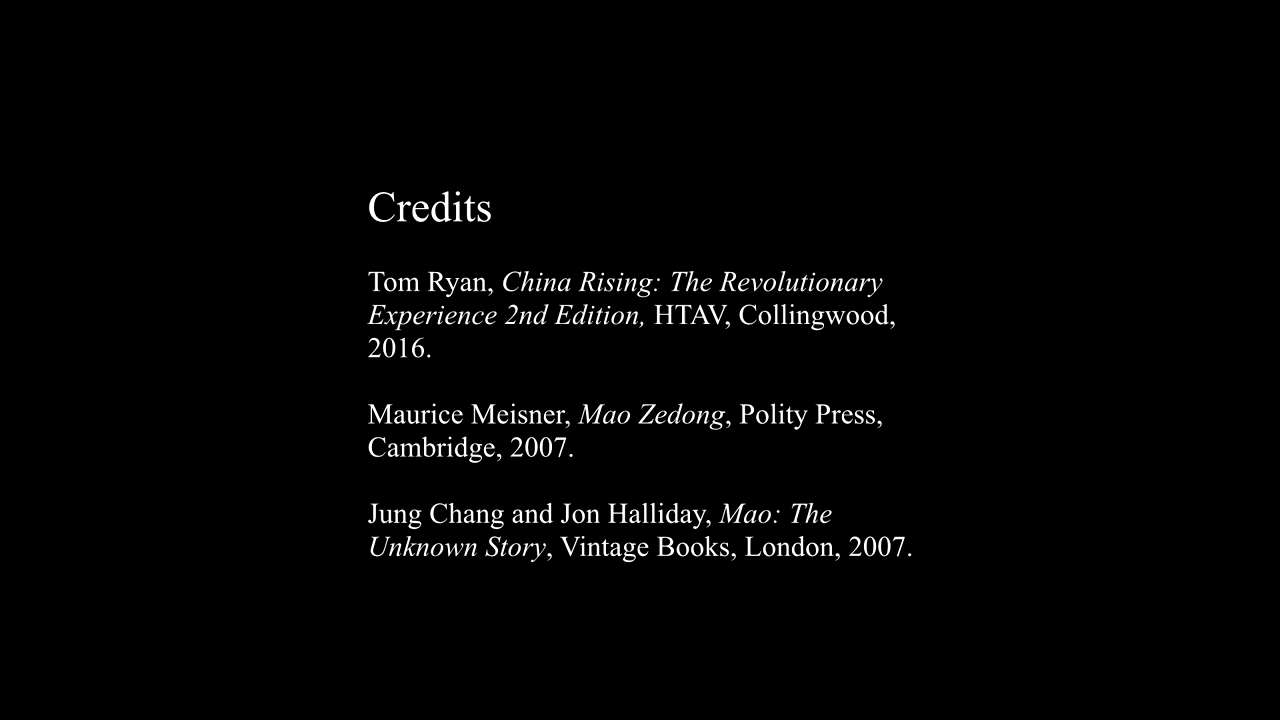 Credits
Tom Ryan, China Rising: The Revolutionary
Experience 2nd Edition, HTAV, Collingwood,
2016.
Maurice Meisner, Mao Zedong, Polity Press,
Cambridge, 2007.
Jung Chang and Jon Halliday, Mao: The
Unknown Story, Vintage Books, London, 2007.